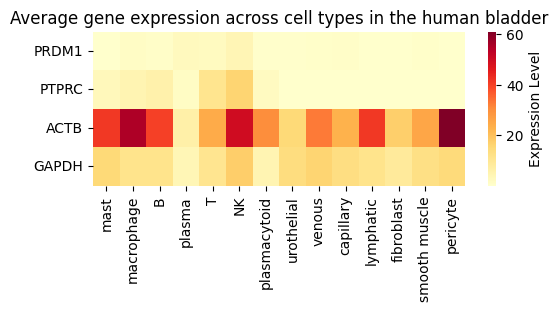 Average gene expression across cell types in the human bladder
PRDM1
PTPRC
ACTB
GAPDH
mast
macrophage
B
plasma
T
NK
plasmacytoid
urothelial
venous
capillary
lymphatic
fibroblast
smooth muscle
pericyte
60
40
20
Expression Level